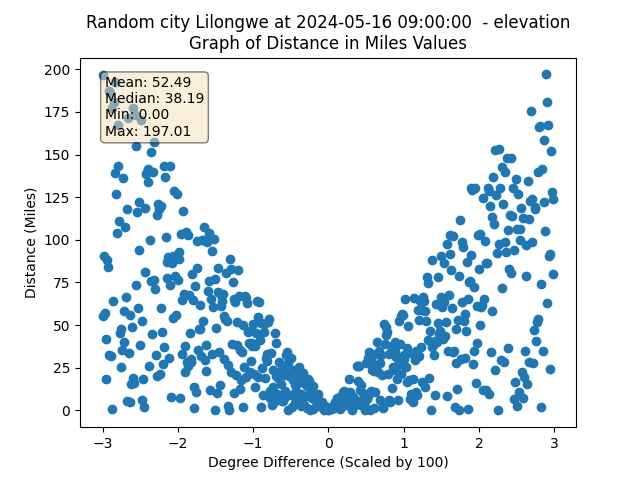 Random city Lilongwe at 2024-05-16 09:00:00  - elevation
Graph of Distance in Miles Values
200
175
150
125
100
75
50
25
0
Distance (Miles)
Mean: 52.49
Median: 38.19
Min: 0.00
Max: 197.01
−3
−2
−1
0
1
2
3
Degree Difference (Scaled by 100)